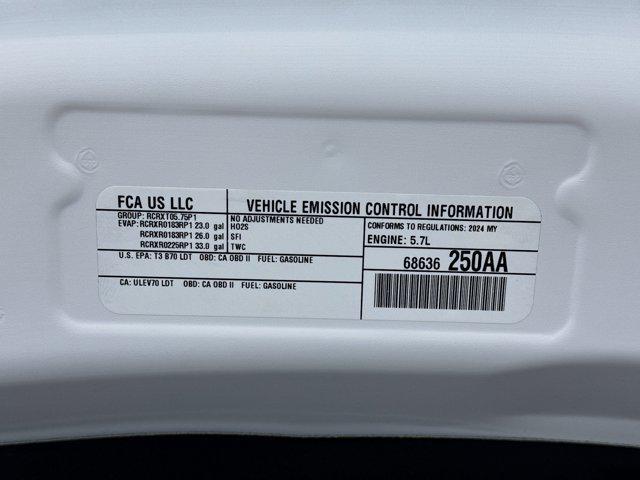 FCA US LLC
VEHICLE EMISSION CONTROL INFORMATION
GROUP: RCRXT05.75P1
EVAP: RCRXR0183RP1 23.0 gal
RCRXR0183RP1 26.0 gal
RCRXR0225RP1 33.0 gal
NO ADJUSTMENTS NEEDED
HO2S
SFI
TWC
CONFORMS TO REGULATIONS: 2024 MY
ENGINE: 5.7L
U.S. EPA: T3 B70 LDT OBD: CA OBD II FUEL: GASOLINE
CA: ULEV70 LDT OBD: CA OBD II FUEL: GASOLINE
68636 250AA